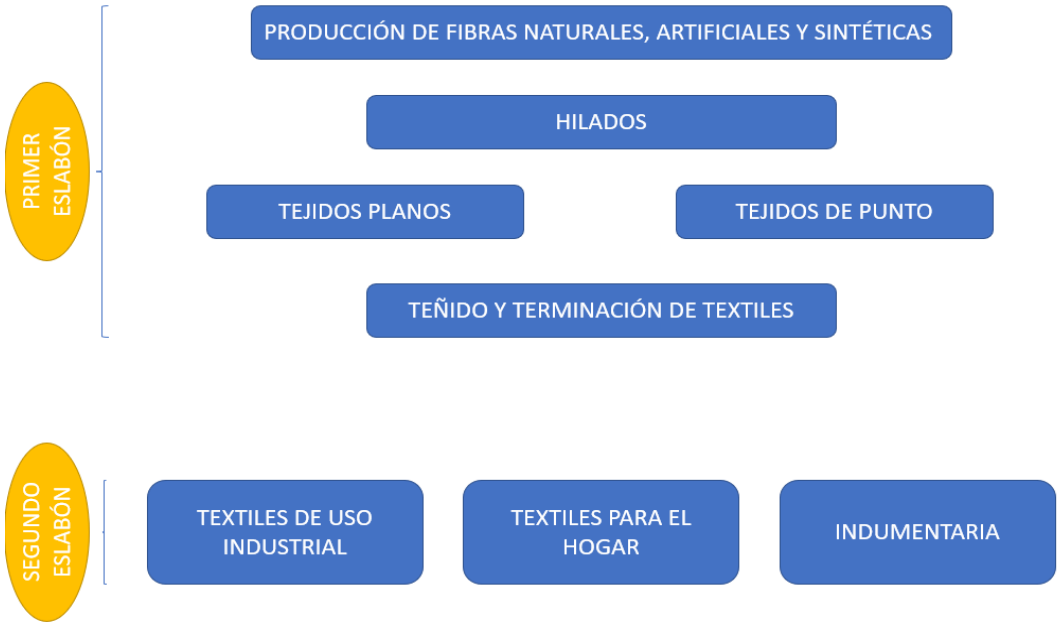 PRODUCCIÓN DE FIBRAS NATURALES, ARTIFICIALES Y SINTÉTICAS
PRIMER
ESLABÓN
HILADOS
TEJIDOS PLANOS
TEJIDOS DE PUNTO
TEÑIDO Y TERMINACIÓN DE TEXTILES
SEGUNDO
ESLABÓN
TEXTILES DE USO
INDUSTRIAL
TEXTILES PARA EL
HOGAR
INDUMENTARIA